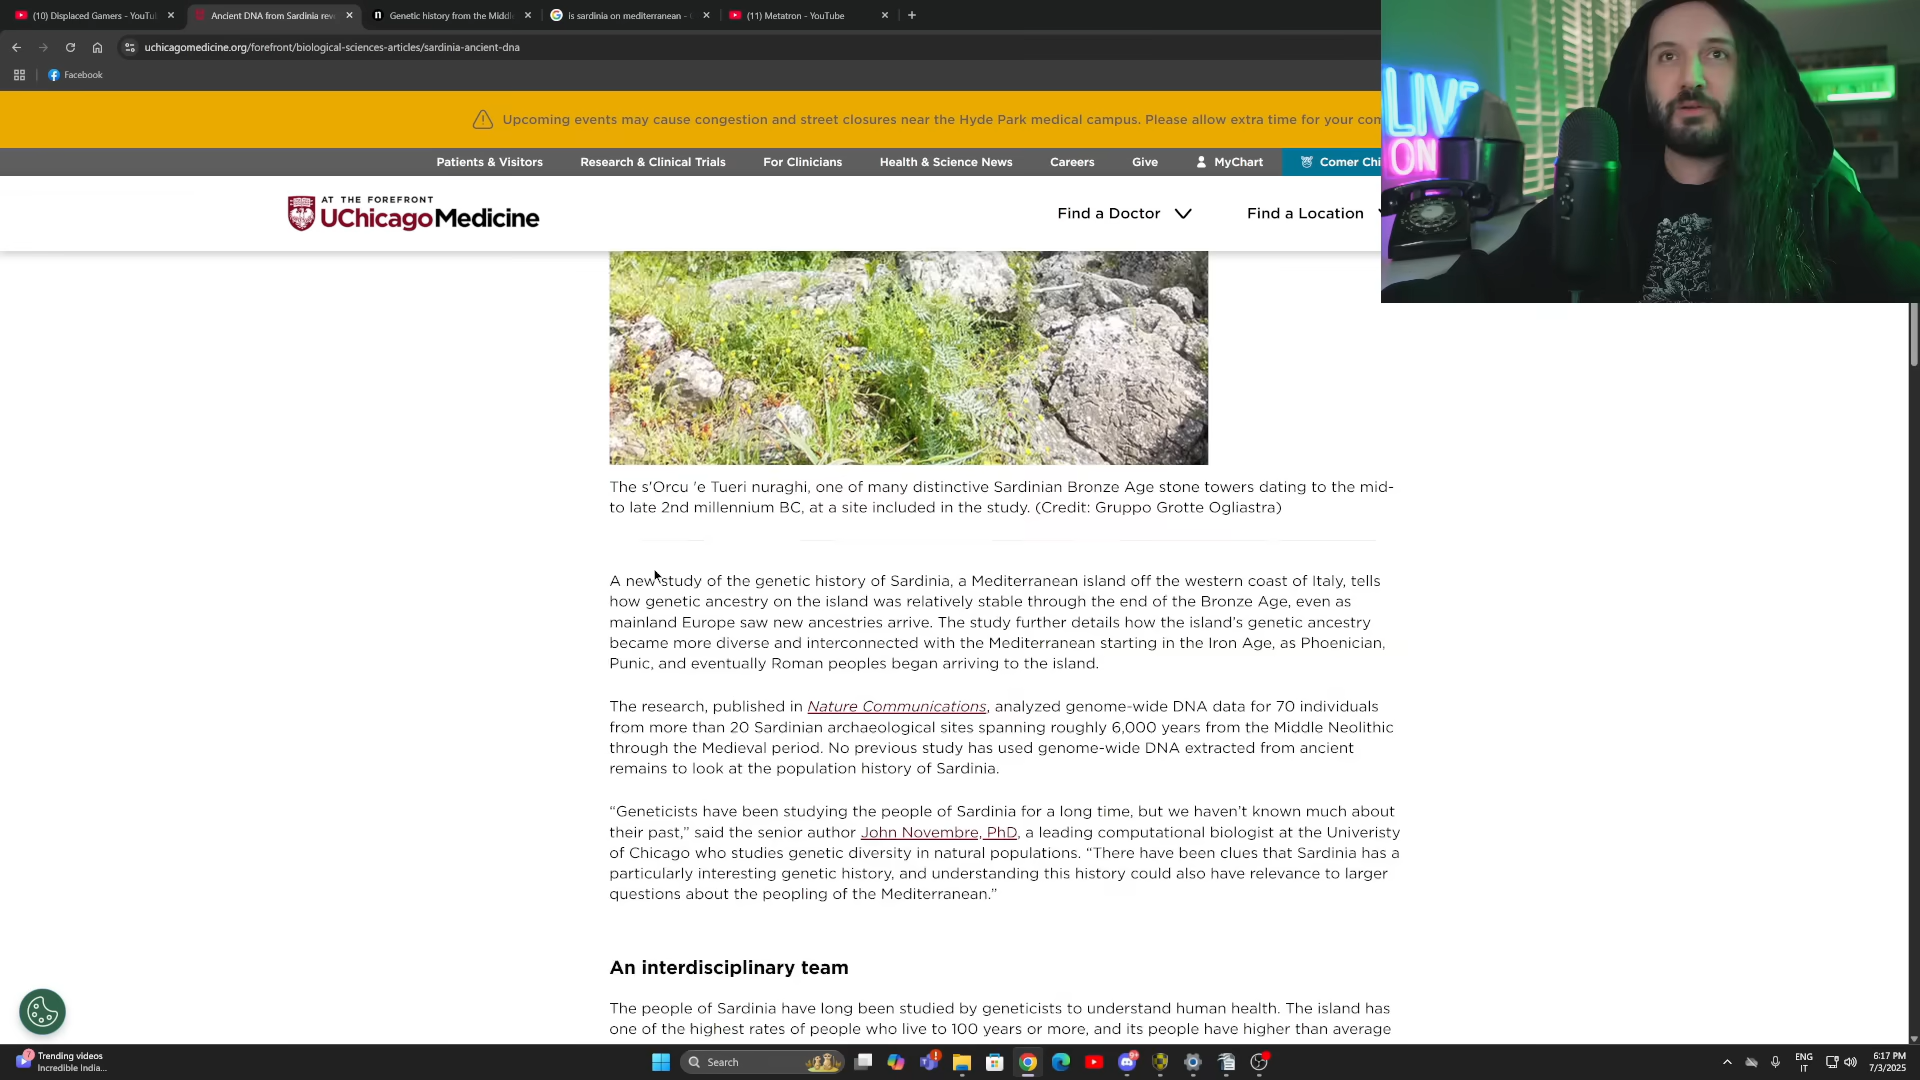 (10) Displaced Gamers - YouTu
Ancient DNA from Sardinia rev
Genetic history from the Middl
is sardinia on mediterranean -
(11) Metatron - YouTube
uchicagomedicine.org/forefront/biological-sciences-articles/sardinia-ancient-dna
Facebook
Upcoming events may cause congestion and street closures near the Hyde Park medical campus. Please allow extra time for your com
Patients & Visitors
Research & Clinical Trials
For Clinicians
Health & Science News
Careers
Give
MyChart
Comer Chi
AT THE FOREFRONT
UChicagoMedicine
Find a Doctor
Find a Location
LIV
ON
The s'Orcu 'e Tueri nuraghi, one of many distinctive Sardinian Bronze Age stone towers dating to the mid-
to late 2nd millennium BC, at a site included in the study. (Credit: Gruppo Grotte Ogliastra)
A new study of the genetic history of Sardinia, a Mediterranean island off the western coast of Italy, tells
how genetic ancestry on the island was relatively stable through the end of the Bronze Age, even as
mainland Europe saw new ancestries arrive. The study further details how the island's genetic ancestry
became more diverse and interconnected with the Mediterranean starting in the Iron Age, as Phoenician,
Punic, and eventually Roman peoples began arriving to the island.
The research, published in Nature Communications, analyzed genome-wide DNA data for 70 individuals
from more than 20 Sardinian archaeological sites spanning roughly 6,000 years from the Middle Neolithic
through the Medieval period. No previous study has used genome-wide DNA extracted from ancient
remains to look at the population history of Sardinia.
“Geneticists have been studying the people of Sardinia for a long time, but we haven't known much about
their past,” said the senior author John Novembre, PhD, a leading computational biologist at the Univeristy
of Chicago who studies genetic diversity in natural populations. “There have been clues that Sardinia has a
particularly interesting genetic history, and understanding this history could also have relevance to larger
questions about the peopling of the Mediterranean.”
An interdisciplinary team
The people of Sardinia have long been studied by geneticists to understand human health. The island has
one of the highest rates of people who live to 100 years or more, and its people have higher than average
Trending videos
Incredible India...
Search
ENG
IT
6:17 PM
7/3/2025